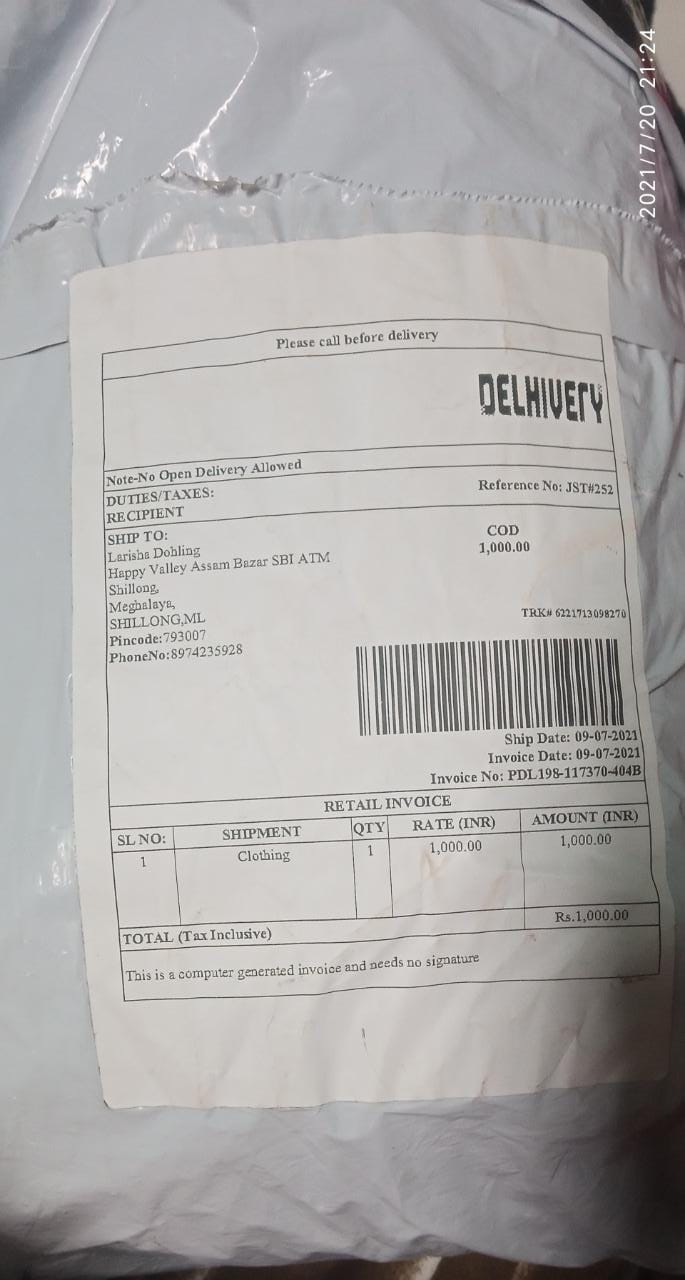 2021/7/20 21:24
Please call before delivery
DELHIVERY
Note-No Open Delivery Allowed
DUTIES/TAXES:
Reference No: JST#252
RECIPIENT
SHIP TO:
Larisha Dohling
Happy Valley Assam Bazar SBI ATM
Shillong,
Meghalaya,
SHILLONG,ML
Pincode:793007
PhoneNo:8974235928
COD
1,000.00
TRK# 6221713098270
Ship Date: 09-07-2021
Invoice Date: 09-07-2021
Invoice No: PDL198-117370-404B
RETAIL INVOICE
SL NO: SHIPMENT QTY RATE (INR) AMOUNT (INR)
1 Clothing 1 1,000.00 1,000.00
TOTAL (Tax Inclusive) Rs.1,000.00
This is a computer generated invoice and needs no signature